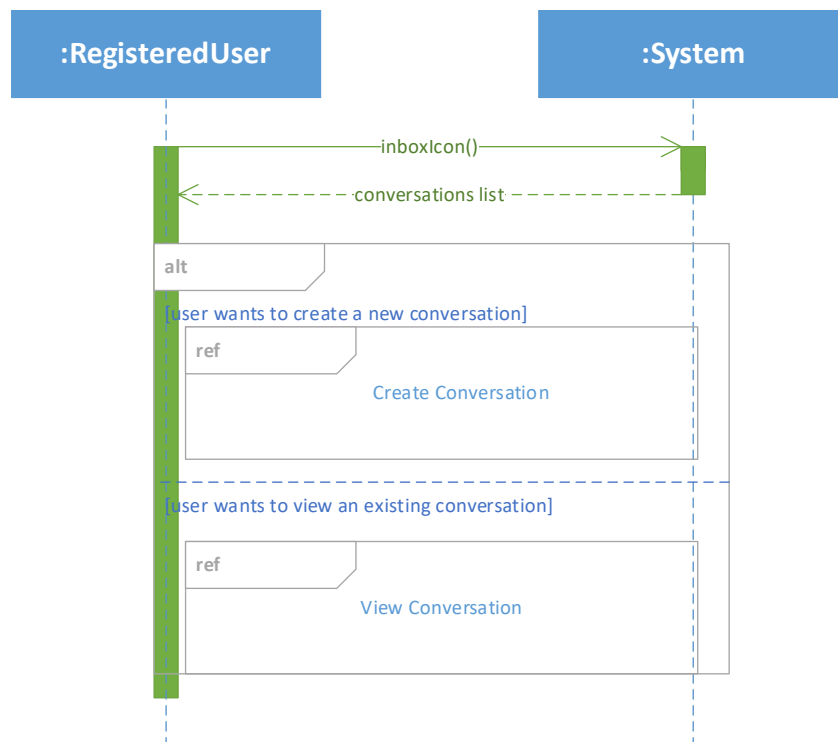 :RegisteredUser
:System
inboxIcon()
conversations list
alt
[user wants to create a new conversation]
ref
Create Conversation
[user wants to view an existing conversation]
ref
View Conversation